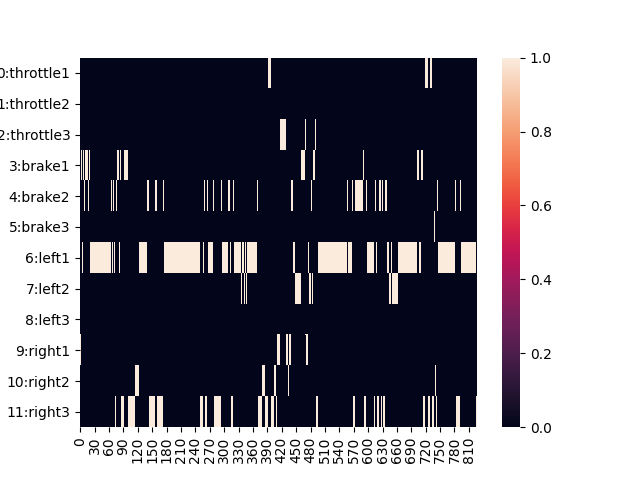 0:throttle1
1:throttle2
2:throttle3
3:brake1
4:brake2
5:brake3
6:left1
7:left2
8:left3
9:right1
10:right2
11:right3
0 30 60 90 120 150 180 210 240 270 300 330 360 390 420 450 480 510 540 570 600 630 660 690 720 750 780 810
1.0
0.8
0.6
0.4
0.2
0.0